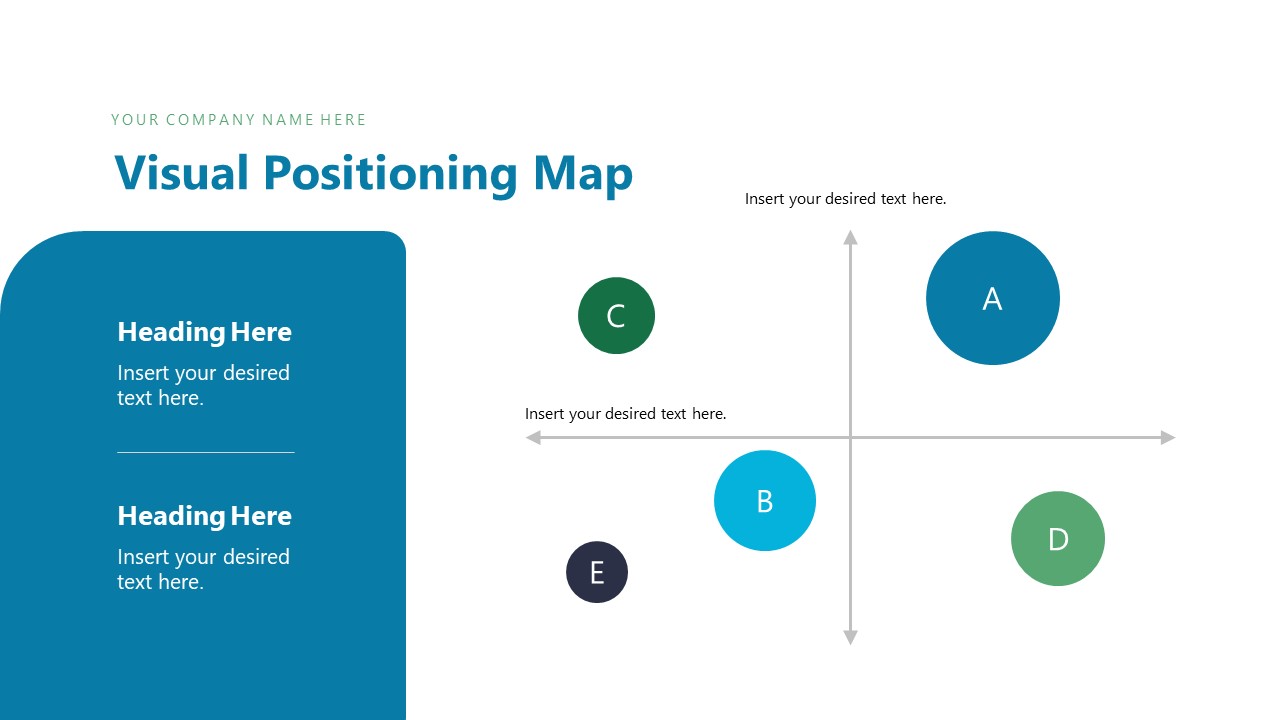 YOUR COMPANY NAME HERE
Visual Positioning Map
Heading Here
Insert your desired
text here.
Heading Here
Insert your desired
text here.
Insert your desired text here.
A
C
Insert your desired text here.
B
D
E